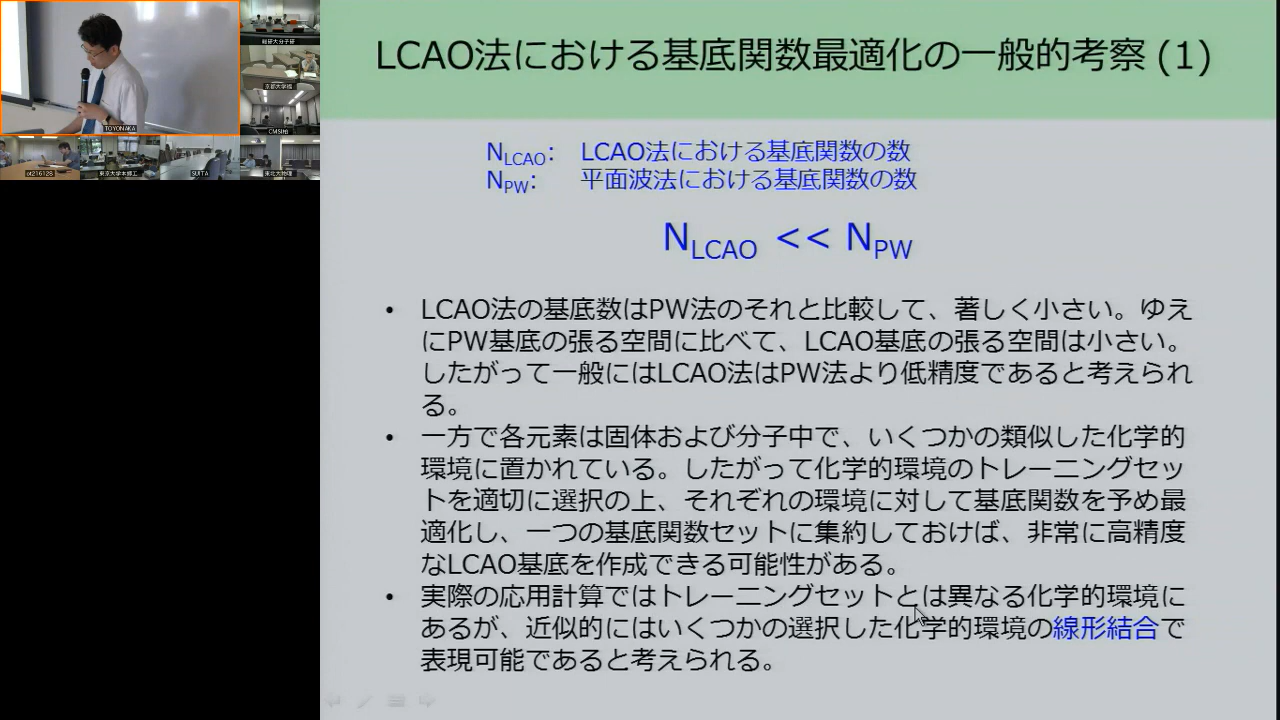 LCAO法における基底関数最適化の一般的考察 (1)
N_LCAO: LCAO法における基底関数の数
N_PW: 平面波法における基底関数の数
N_LCAO << N_PW
• LCAO法の基底数はPW法のそれと比較して、著しく小さい。ゆえ
にPW基底の張る空間に比べて、LCAO基底の張る空間は小さい。
したがって一般にはLCAO法はPW法より低精度であると考えられ
る。
• 一方で各元素は固体および分子中で、いくつかの類似した化学的
環境に置かれている。したがって化学的環境のトレーニングセッ
トを適切に選択の上、それぞれの環境に対して基底関数を予め最
適化し、一つの基底関数セットに集約しておけば、非常に高精度
なLCAO基底を作成できる可能性がある。
• 実際の応用計算ではトレーニングセットとは異なる化学的環境に
あるが、近似的にはいくつかの選択した化学的環境の線形結合で
表現可能であると考えられる。
TOYONAKA
総研大分子研
CMSI柏
ot216128
東京大学本郷工
SUITA
東北大物理